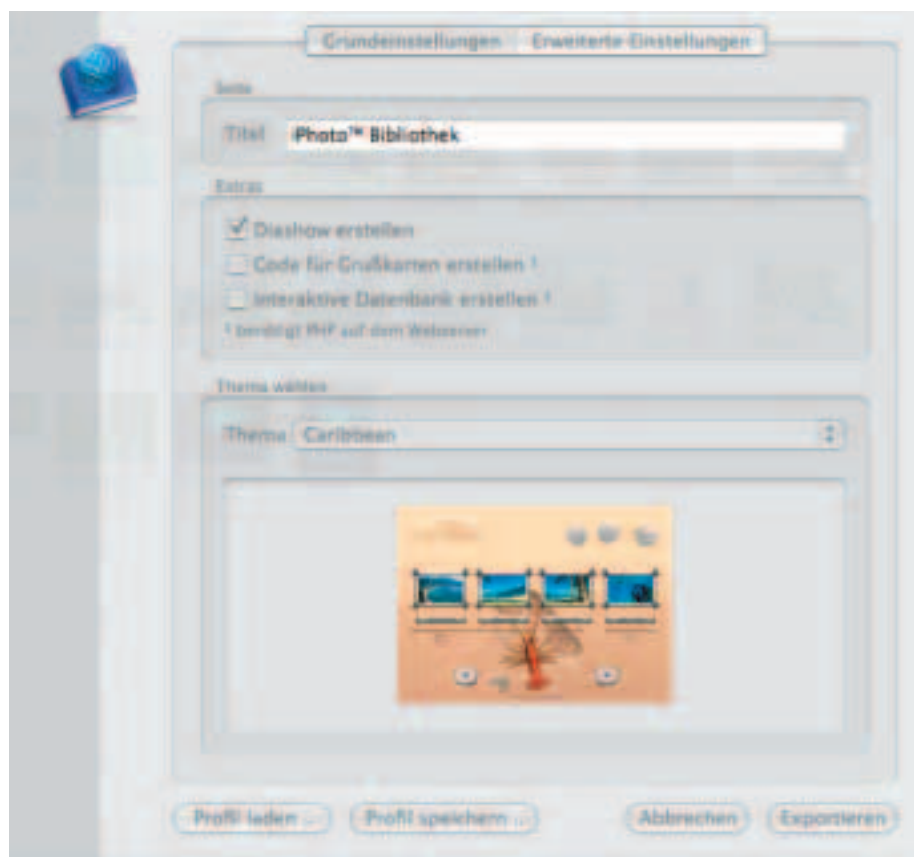 Grundeinstellungen Erweiterte Einstellungen
Seite
Titel iPhoto™ Bibliothek
Extras
Diashow erstellen
Code für Grußkarten erstellen ¹
Interaktive Datenbank erstellen ¹
¹ benötigt PHP auf dem Webserver
Thema wählen
Thema Caribbean
Profil laden ... Profil speichern ... Abbrechen Exportieren